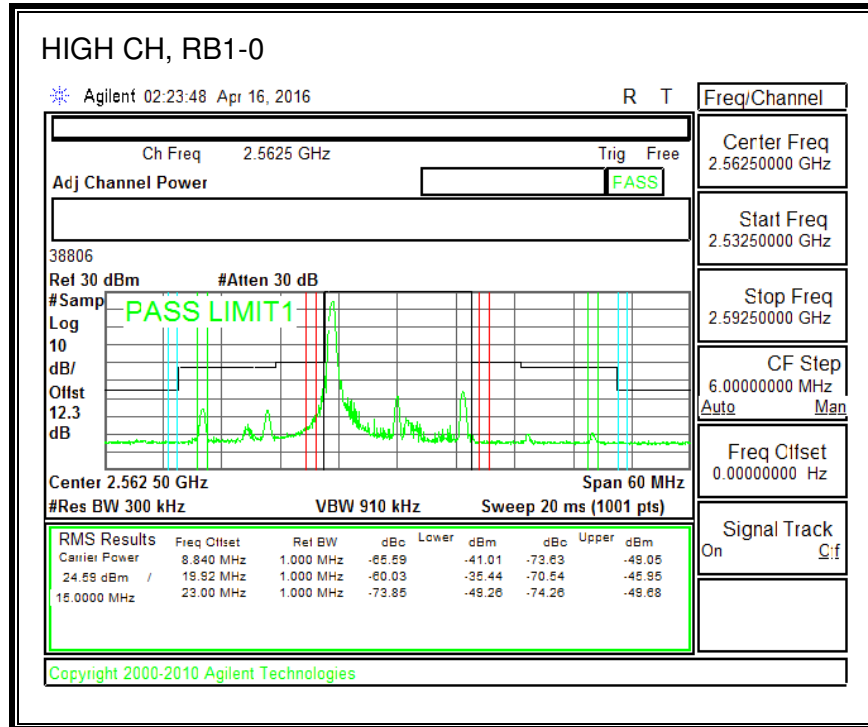 HIGH CH, RB1-0
Agilent 02:23:48 Apr 16, 2016 R T
Freq/Channel
Ch Freq 2.5625 GHz Trig Free
Adj Channel Power PASS
Center Freq
2.56250000 GHz
Start Freq
2.53250000 GHz
Stop Freq
2.59250000 GHz
CF Step
6.00000000 MHz
Auto Man
Freq Offset
0.00000000 Hz
Signal Track
On Off
38806
Ref 30 dBm #Atten 30 dB
#Samp
Log
10
dB/
Offst
12.3
dB
PASS LIMIT1
Center 2.562 50 GHz Span 60 MHz
#Res BW 300 kHz VBW 910 kHz Sweep 20 ms (1001 pts)
RMS Results Freq Offset Ref BW dBc Lower dBm dBc Upper dBm
Carrier Power 8.840 MHz 1.000 MHz -65.59 -41.01 -73.63 -49.05
24.59 dBm / 19.92 MHz 1.000 MHz -60.03 -35.44 -70.54 -45.95
15.0000 MHz 23.00 MHz 1.000 MHz -73.85 -49.26 -74.26 -49.68
Copyright 2000-2010 Agilent Technologies